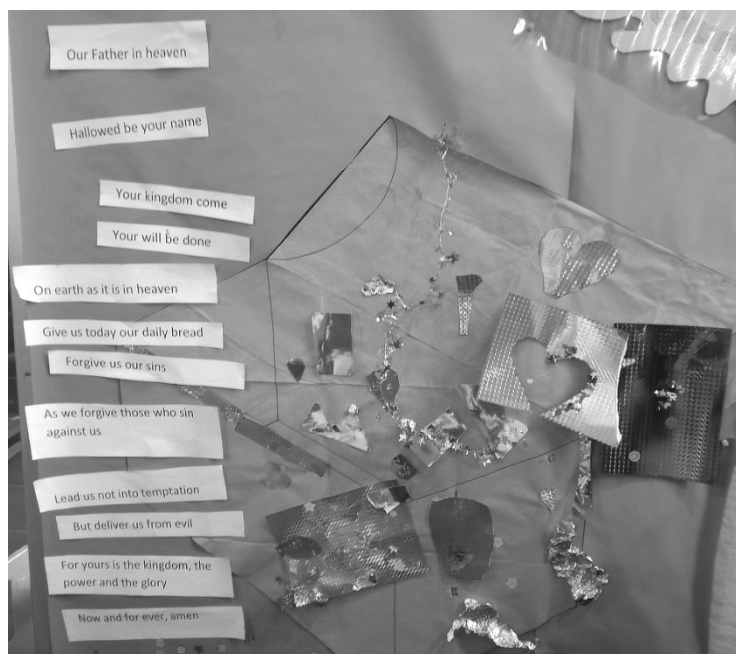 Our Father in heaven
Hallowed be your name
Your kingdom come
Your will be done
On earth as it is in heaven
Give us today our daily bread
Forgive us our sins
As we forgive those who sin
against us
Lead us not into temptation
But deliver us from evil
For yours is the kingdom, the
power and the glory
Now and for ever, amen